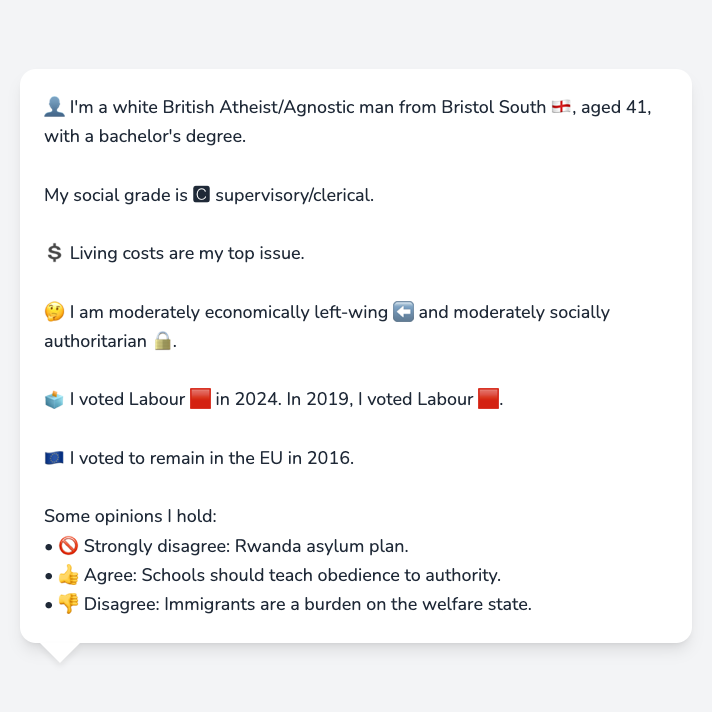 👤 I'm a white British Atheist/Agnostic man from Bristol South 🏴󠁧󠁢󠁥󠁮󠁧󠁿, aged 41,
with a bachelor's degree.
My social grade is 🅲 supervisory/clerical.
💲 Living costs are my top issue.
🤔 I am moderately economically left-wing ⬅️ and moderately socially
authoritarian 🔒.
🗳️ I voted Labour 🟥 in 2024. In 2019, I voted Labour 🟥.
🇪🇺 I voted to remain in the EU in 2016.
Some opinions I hold:
• 🚫 Strongly disagree: Rwanda asylum plan.
• 👍 Agree: Schools should teach obedience to authority.
• 👎 Disagree: Immigrants are a burden on the welfare state.